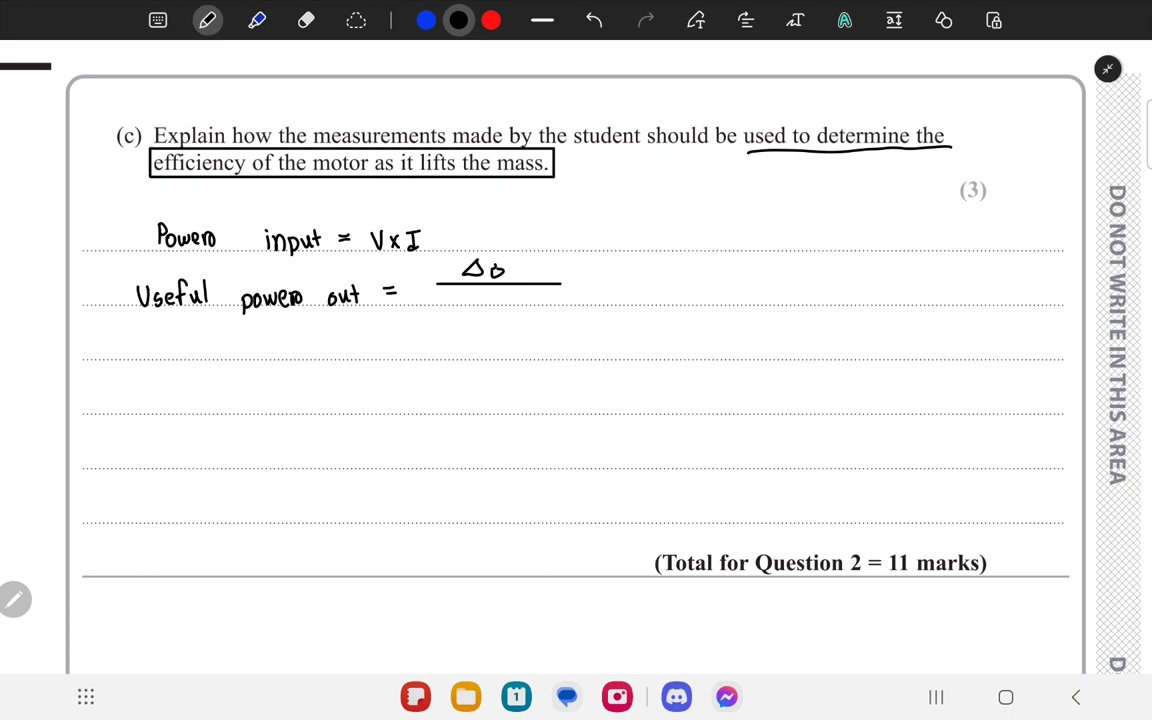 (c) Explain how the measurements made by the student should be used to determine the
efficiency of the motor as it lifts the mass.
(3)
Power input = V x I
Useful power out =
DO NOT WRITE IN THIS AREA
(Total for Question 2 = 11 marks)
D